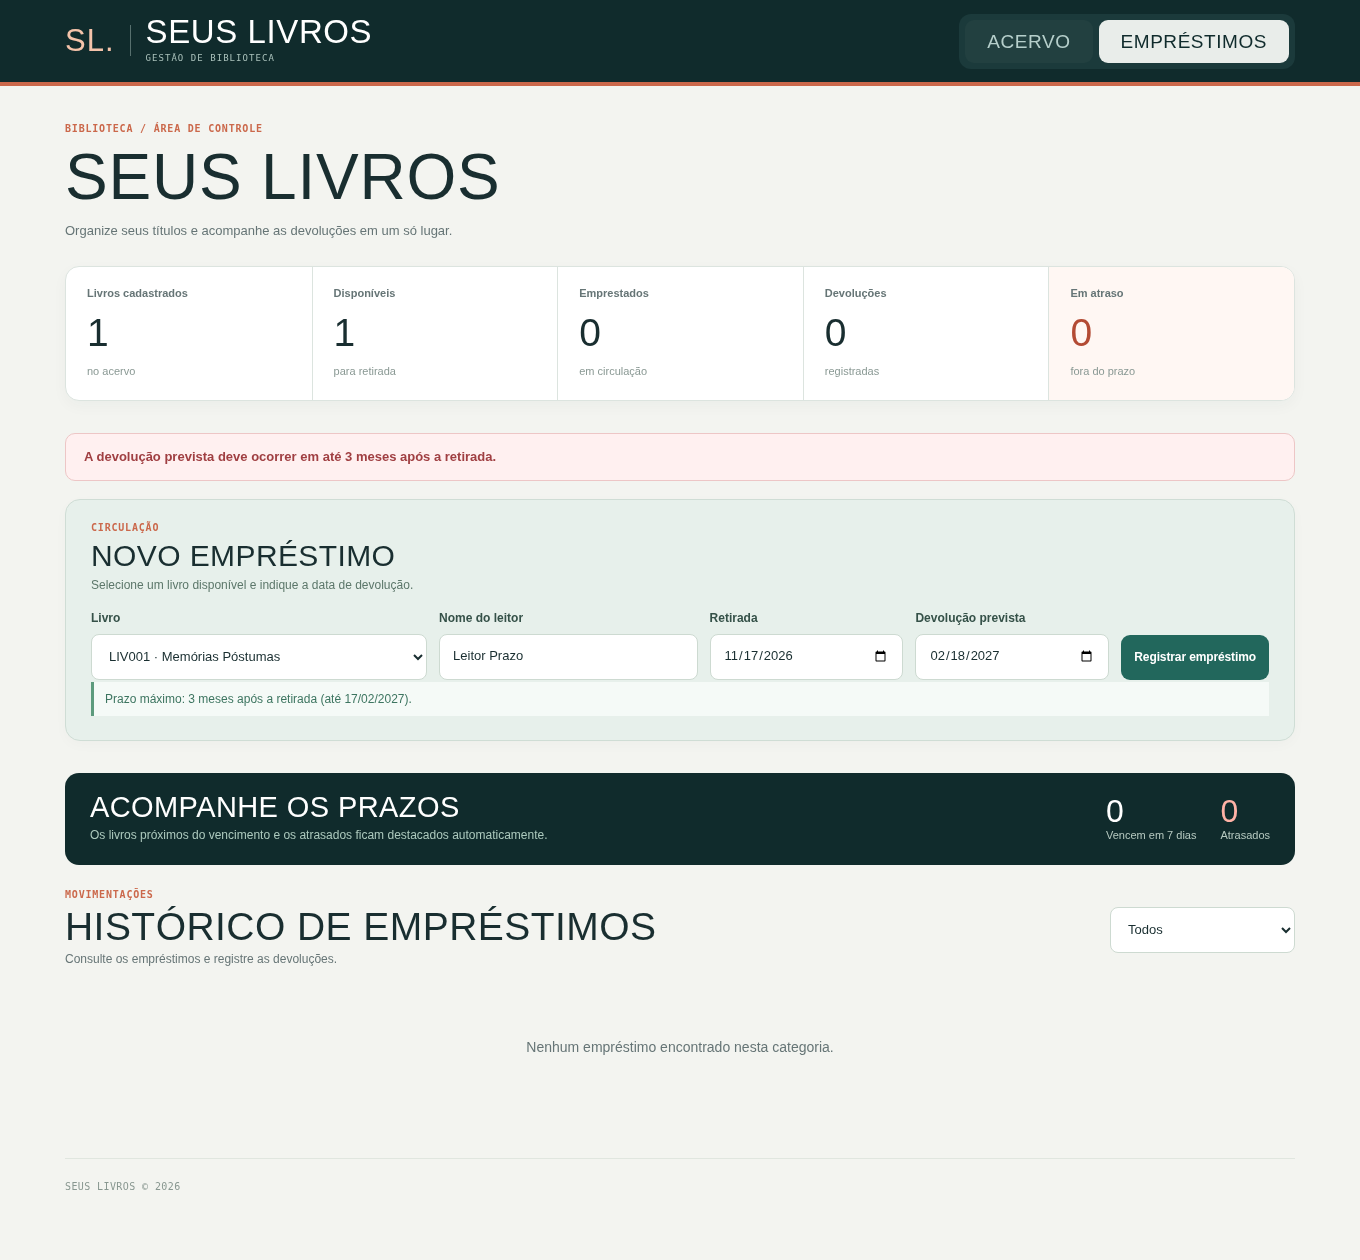 SL.
SEUS LIVROS
GESTÃO DE BIBLIOTECA
ACERVO
EMPRÉSTIMOS
BIBLIOTECA / ÁREA DE CONTROLE
SEUS LIVROS
Organize seus títulos e acompanhe as devoluções em um só lugar.
Livros cadastrados
1
no acervo
Disponíveis
1
para retirada
Emprestados
0
em circulação
Devoluções
0
registradas
Em atraso
0
fora do prazo
A devolução prevista deve ocorrer em até 3 meses após a retirada.
CIRCULAÇÃO
NOVO EMPRÉSTIMO
Selecione um livro disponível e indique a data de devolução.
Livro
LIV001 · Memórias Póstumas
Nome do leitor
Leitor Prazo
Retirada
11/17/2026
Devolução prevista
02/18/2027
Registrar empréstimo
Prazo máximo: 3 meses após a retirada (até 17/02/2027).
ACOMPANHE OS PRAZOS
Os livros próximos do vencimento e os atrasados ficam destacados automaticamente.
0
Vencem em 7 dias
0
Atrasados
MOVIMENTAÇÕES
HISTÓRICO DE EMPRÉSTIMOS
Consulte os empréstimos e registre as devoluções.
Todos
Nenhum empréstimo encontrado nesta categoria.
SEUS LIVROS © 2026